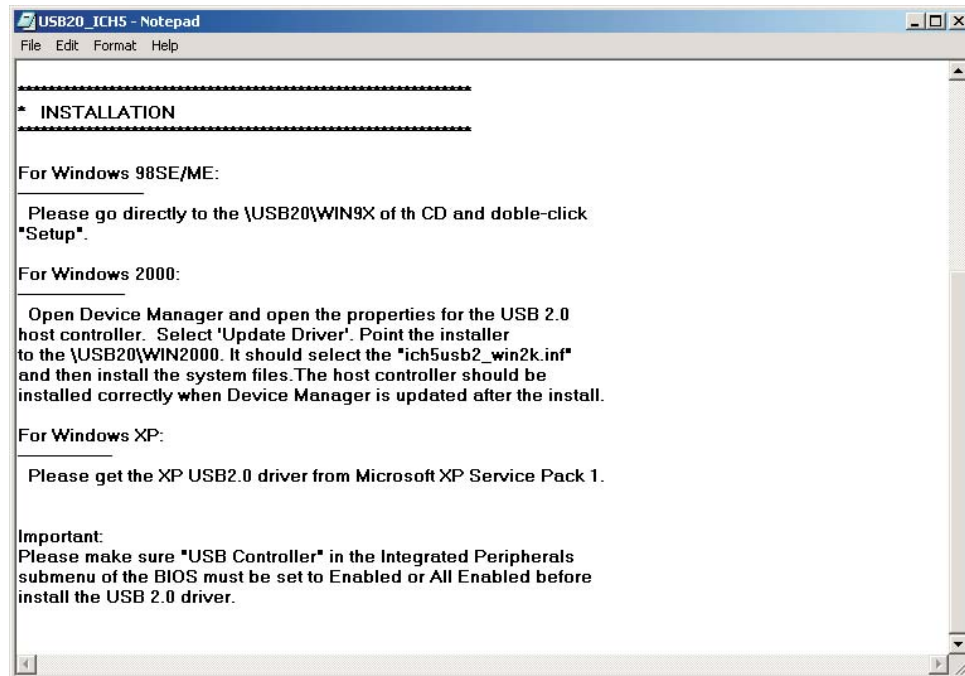 USB20_ICH5 - Notepad
File Edit Format Help
************************************************************
* INSTALLATION
************************************************************
For Windows 98SE/ME:
Please go directly to the \USB20\WIN9X of th CD and doble-click
"Setup".
For Windows 2000:
Open Device Manager and open the properties for the USB 2.0
host controller. Select 'Update Driver'. Point the installer
to the \USB20\WIN2000. It should select the "ich5usb2_win2k.inf"
and then install the system files.The host controller should be
installed correctly when Device Manager is updated after the install.
For Windows XP:
Please get the XP USB2.0 driver from Microsoft XP Service Pack 1.
Important:
Please make sure "USB Controller" in the Integrated Peripherals
submenu of the BIOS must be set to Enabled or All Enabled before
install the USB 2.0 driver.